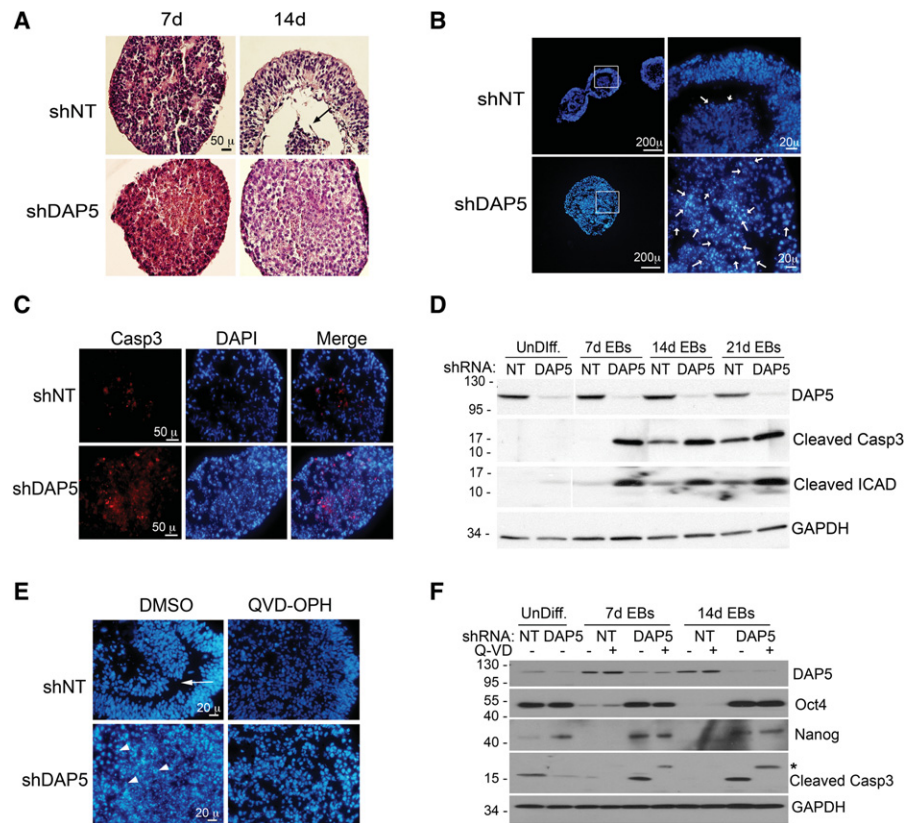 A
7d 14d
shNT
50 µ
shDAP5
B
shNT
200µ 20µ
shDAP5
200µ 20µ
C
Casp3 DAPI Merge
shNT
50 µ
shDAP5
50 µ
D
UnDIff. 7d EBs 14d EBs 21d EBs
shRNA: NT DAP5 NT DAP5 NT DAP5 NT DAP5
130 -
DAP5
95 -
17 -
Cleaved Casp3
10 -
17 -
Cleaved ICAD
10 -
GAPDH
34 -
E
DMSO QVD-OPH
shNT
20 µ
shDAP5
20 µ
F
UnDiff. 7d EBs 14d EBs
shRNA: NT DAP5 NT DAP5 NT DAP5
Q-VD - - - + - + - + - +
130 -
DAP5
95 -
55 -
Oct4
40 -
Nanog
40 -
*
15 -
Cleaved Casp3
GAPDH
34 -